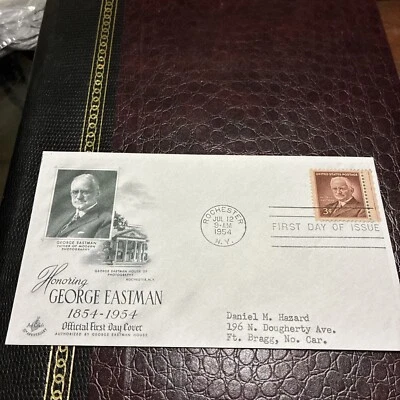 GEORGE EASTMAN
FATHER OF MODERN
PHOTOGRAPHY
GEORGE EASTMAN HOUSE OF
PHOTOGRAPHY
ROCHESTER, N.Y.
Honoring
GEORGE EASTMAN
1854-1954
Official First Day Cover
AUTHORIZED BY GEORGE EASTMAN HOUSE
ROCHESTER
JUL 12
9-AM
1954
N.Y.
UNITED STATES POSTAGE
3¢
FIRST DAY OF ISSUE
Daniel M. Hazard
196 N. Dougherty Ave.
Ft. Bragg, No. Car.